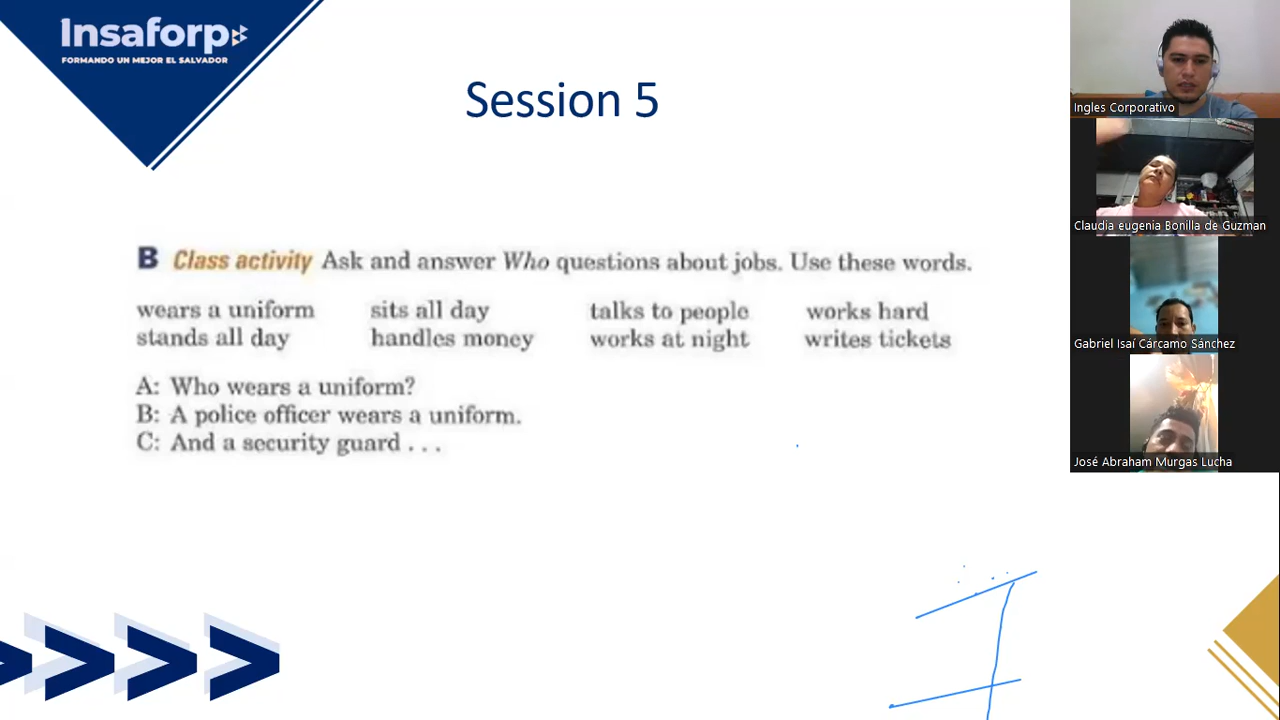 Insaforp
FORMANDO UN MEJOR EL SALVADOR
Session 5
B Class activity Ask and answer Who questions about jobs. Use these words.
wears a uniform sits all day talks to people works hard
stands all day handles money works at night writes tickets
A: Who wears a uniform?
B: A police officer wears a uniform.
C: And a security guard . . .
Ingles Corporativo
Claudia eugenia Bonilla de Guzman
Gabriel Isaí Cárcamo Sánchez
José Abraham Murgas Lucha
I